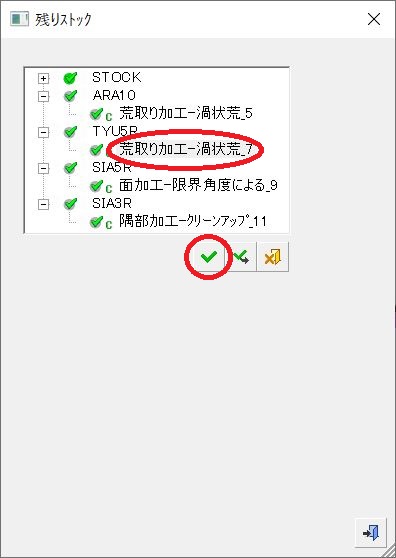 残りストック
STOCK
ARA10
C 荒取り加工-渦状荒_5
TYU5R
荒取り加工-渦状荒_7
SIA5R
C 面加工-限界角度による_9
SIA3R
C 隅部加工-クリーンアップ_11